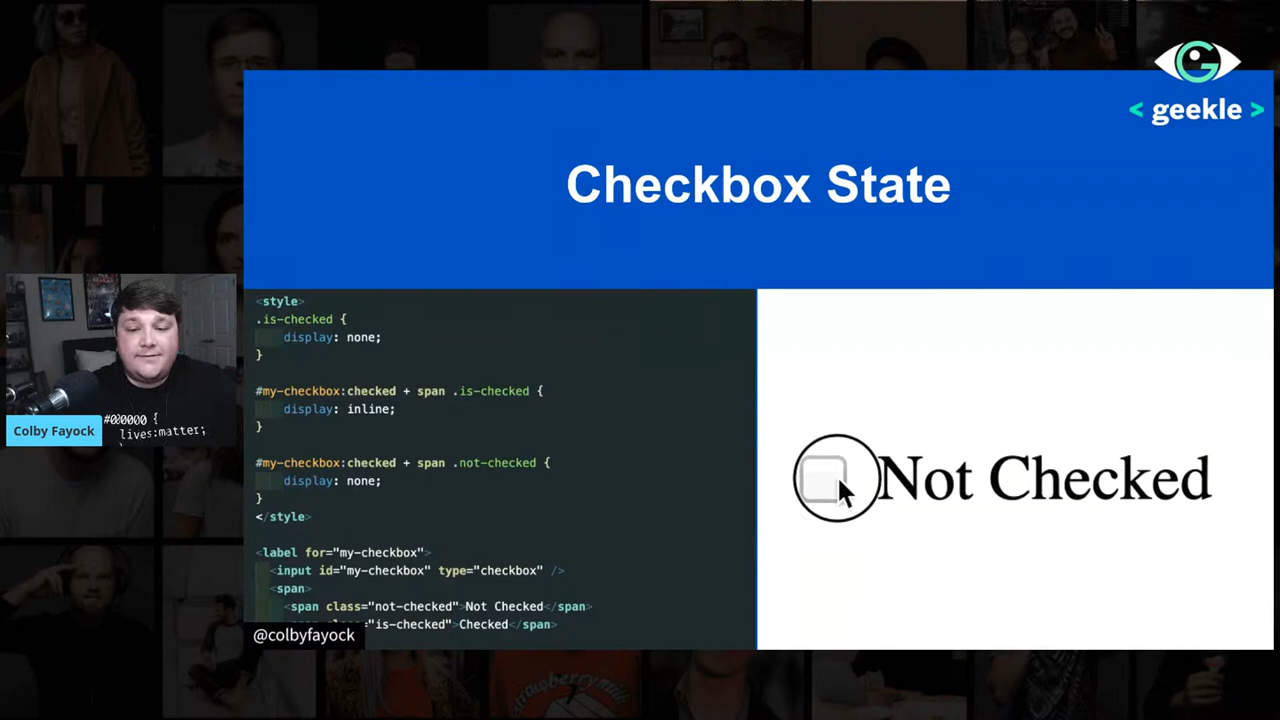 < geekle >
Checkbox State
<style>
.is-checked {
display: none;
}
#my-checkbox:checked + span .is-checked {
display: inline;
}
#my-checkbox:checked + span .not-checked {
display: none;
}
</style>
<label for="my-checkbox">
<input id="my-checkbox" type="checkbox" />
<span>
<span class="not-checked">Not Checked</span>
"is-checked">Checked</span>
@colbyfayock
Not Checked
#000000 {
lives:matter;
Colby Fayock